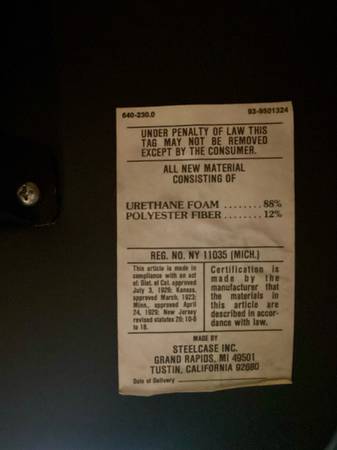 640-230.0 93-9501324
UNDER PENALTY OF LAW THIS
TAG MAY NOT BE REMOVED
EXCEPT BY THE CONSUMER.
ALL NEW MATERIAL
CONSISTING OF
URETHANE FOAM ........ 88%
POLYESTER FIBER ........ 12%
REG. NO. NY 11035 (MICH.)
This article is made in
compliance with an act
of Dist. of Col. approved
July 3, 1926; Kansas,
approved March, 1923;
Minn., approved April
24, 1929; New Jersey
revised statutes 26: 10-6
to 18.
Certification is
made by the
manufacturer that
the materials in
this article are
described in accor-
dance with law.
MADE BY
STEELCASE INC.
GRAND RAPIDS, MI 49501
TUSTIN, CALIFORNIA 92680
Date of Delivery